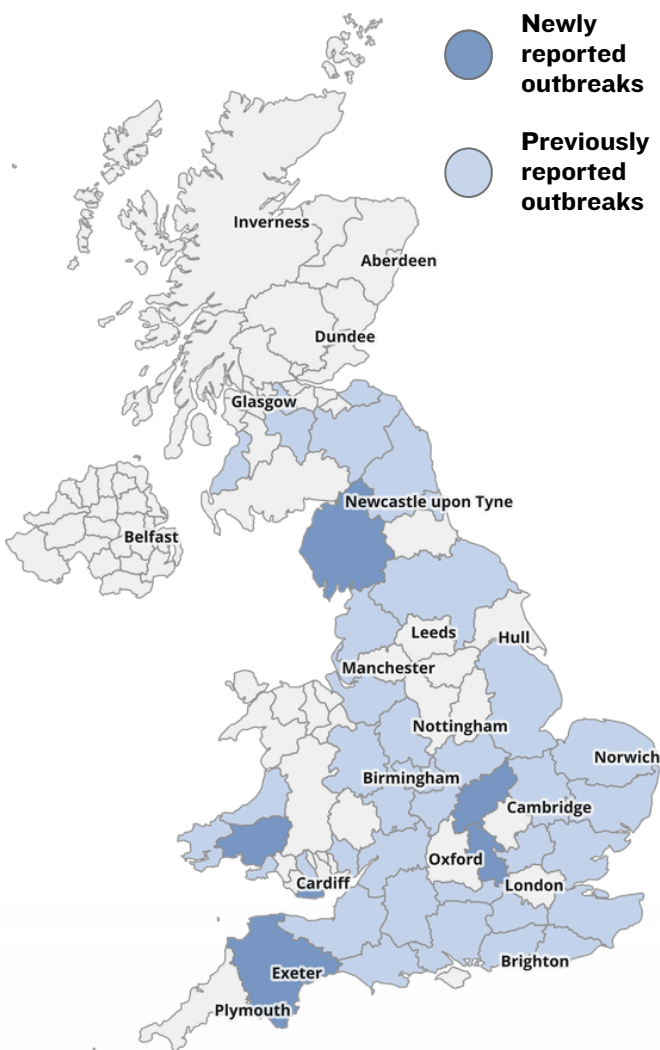 Newly
reported
outbreaks
Previously
reported
outbreaks
Inverness
Aberdeen
Dundee
Glasgow
Newcastle upon Tyne
Belfast
Leeds
Hull
Manchester
Nottingham
Norwich
Birmingham
Cambridge
Oxford
Cardiff
London
Brighton
Exeter
Plymouth